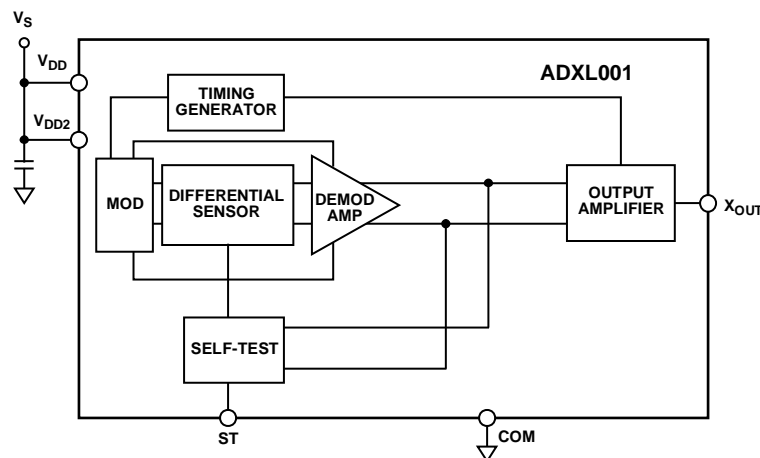 VS
VDD
ADXL001
TIMING
GENERATOR
VDD2
MOD
DIFFERENTIAL
SENSOR
DEMOD
AMP
OUTPUT
AMPLIFIER
XOUT
SELF-TEST
ST
COM